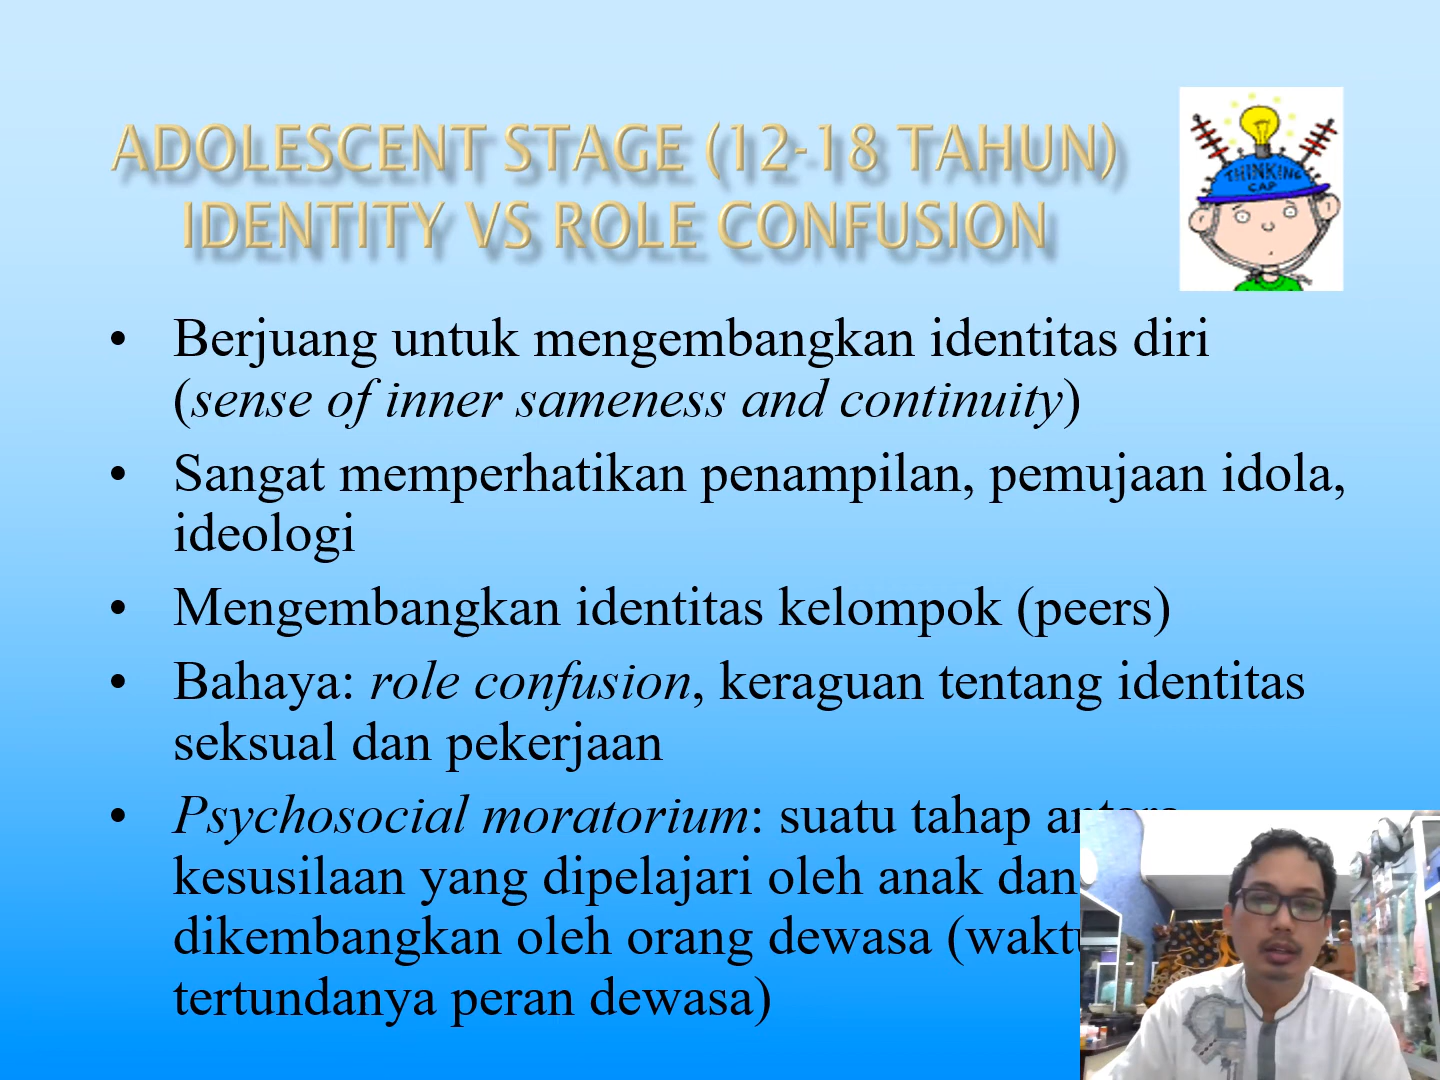 ADOLESCENT STAGE (12-18 TAHUN)
IDENTITY VS ROLE CONFUSION
THINKING
CAP
• Berjuang untuk mengembangkan identitas diri
(sense of inner sameness and continuity)
• Sangat memperhatikan penampilan, pemujaan idola,
ideologi
• Mengembangkan identitas kelompok (peers)
• Bahaya: role confusion, keraguan tentang identitas
seksual dan pekerjaan
• Psychosocial moratorium: suatu tahap antara
kesusilaan yang dipelajari oleh anak dan
dikembangkan oleh orang dewasa (waktu
tertundanya peran dewasa)